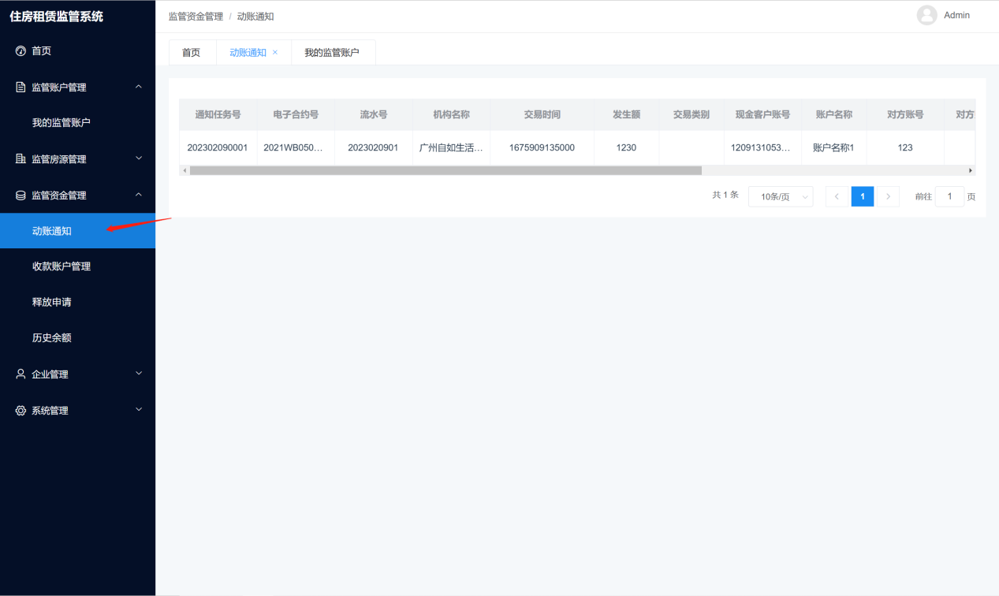 住房租赁监管系统
首页
监管账户管理
我的监管账户
监管房源管理
监管资金管理
动账通知
收款账户管理
释放申请
历史余额
企业管理
系统管理
监管资金管理 / 动账通知
Admin
首页 动账通知 × 我的监管账户
通知任务号 电子合约号 流水号 机构名称 交易时间 发生额 交易类别 现金客户账号 账户名称 对方账号 对方
202302090001 2021WB050... 2023020901 广州自如生活... 1675909135000 1230 1209131053... 账户名称1 123
共 1 条 10条/页 1 前往 1 页